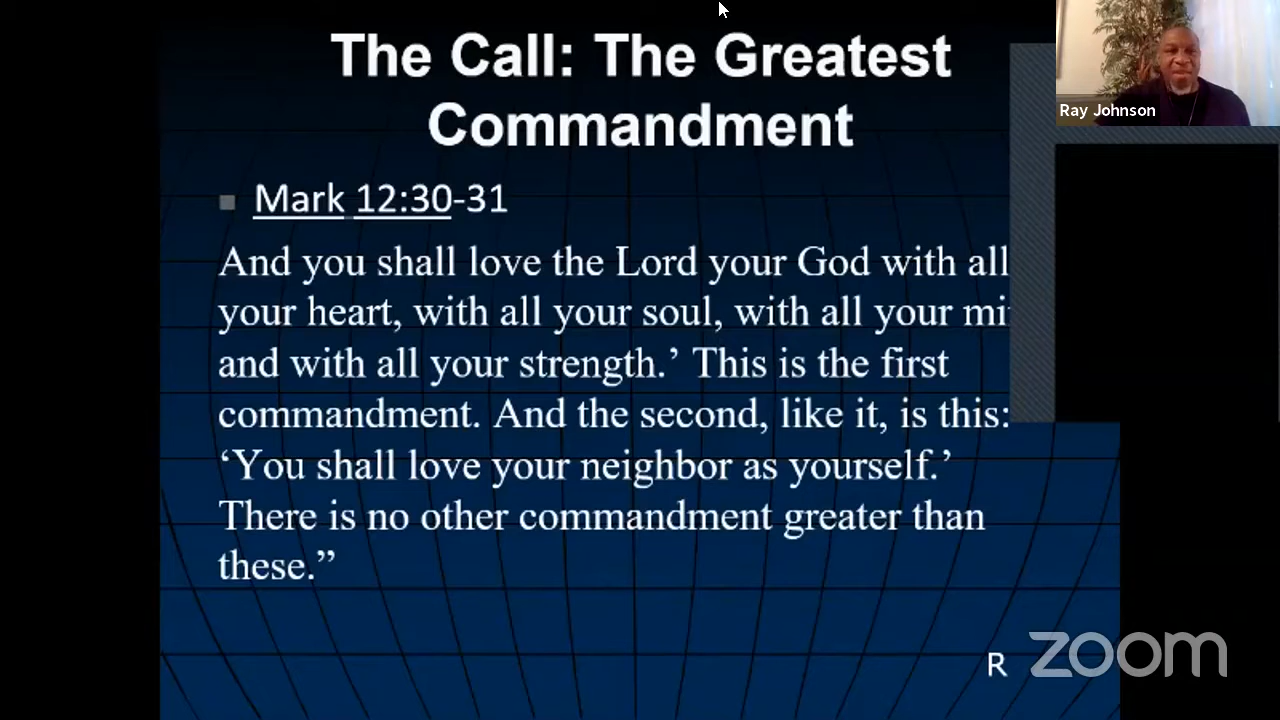 The Call: The Greatest
Commandment
Mark 12:30-31
And you shall love the Lord your God with all
your heart, with all your soul, with all your
and with all your strength.’ This is the first
commandment. And the second, like it, is this:
‘You shall love your neighbor as yourself.’
There is no other commandment greater than
these.”
Ray Johnson
R
zoom